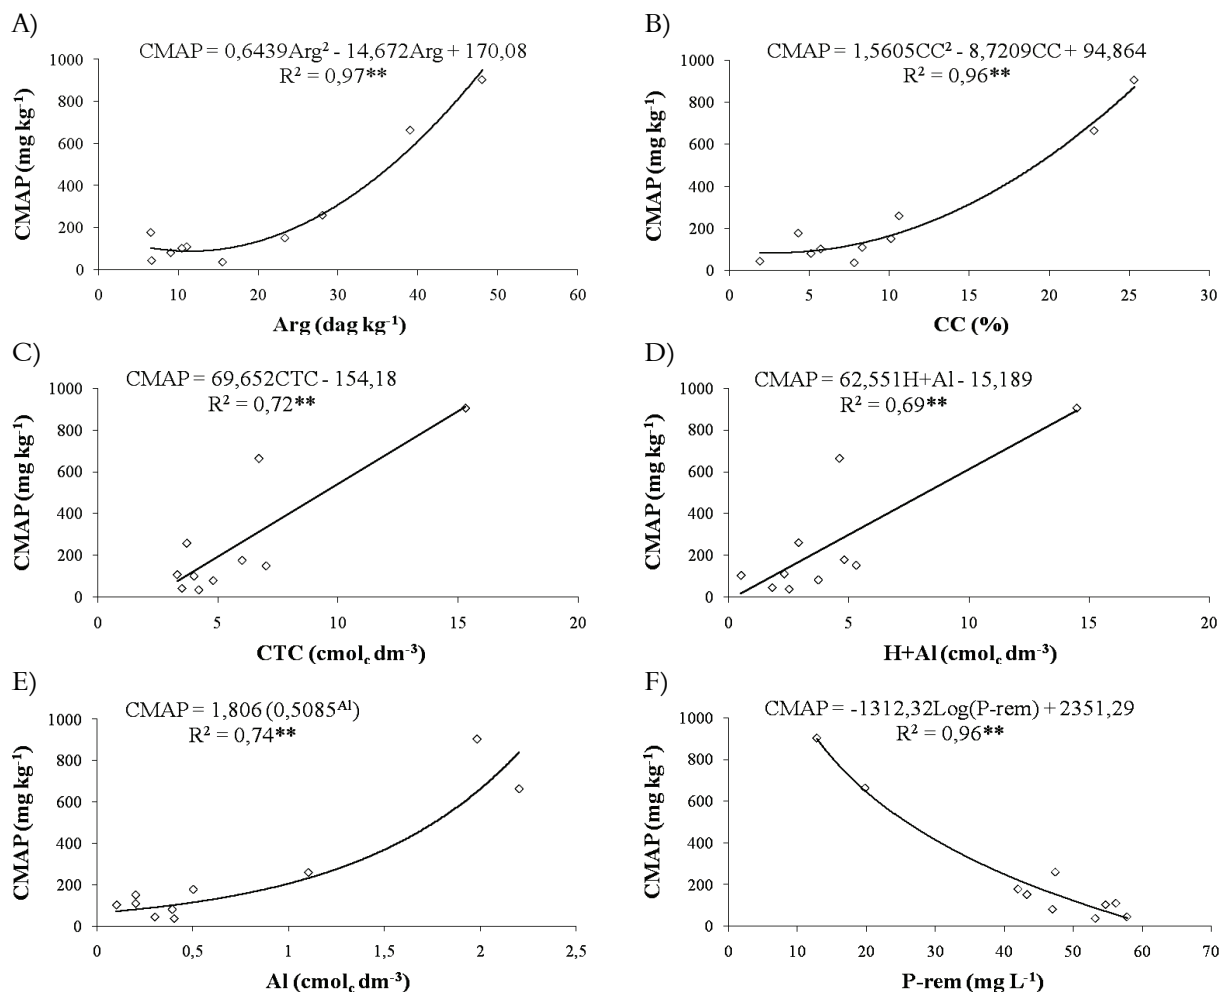 A)
CMAP = 0,6439Arg² - 14,672Arg + 170,08
R² = 0,97**
CMAP (mg kg⁻¹)
1000
800
600
400
200
0
0 10 20 30 40 50 60
Arg (dag kg⁻¹)
B)
CMAP = 1,5605CC² - 8,7209CC + 94,864
R² = 0,96**
CMAP (mg kg⁻¹)
1000
800
600
400
200
0
0 5 10 15 20 25 30
CC (%)
C)
CMAP = 69,652CTC - 154,18
R² = 0,72**
CMAP (mg kg⁻¹)
1000
800
600
400
200
0
0 5 10 15 20
CTC (cmol꜀ dm⁻³)
D)
CMAP = 62,551H+Al - 15,189
R² = 0,69**
CMAP (mg kg⁻¹)
1000
800
600
400
200
0
0 5 10 15 20
H+Al (cmol꜀ dm⁻³)
E)
CMAP = 1,806 (0,5085ᴬˡ)
R² = 0,74**
CMAP (mg kg⁻¹)
1000
800
600
400
200
0
0 0,5 1 1,5 2 2,5
Al (cmol꜀ dm⁻³)
F)
CMAP = -1312,32Log(P-rem) + 2351,29
R² = 0,96**
CMAP (mg kg⁻¹)
1000
800
600
400
200
0
0 10 20 30 40 50 60 70
P-rem (mg L⁻¹)